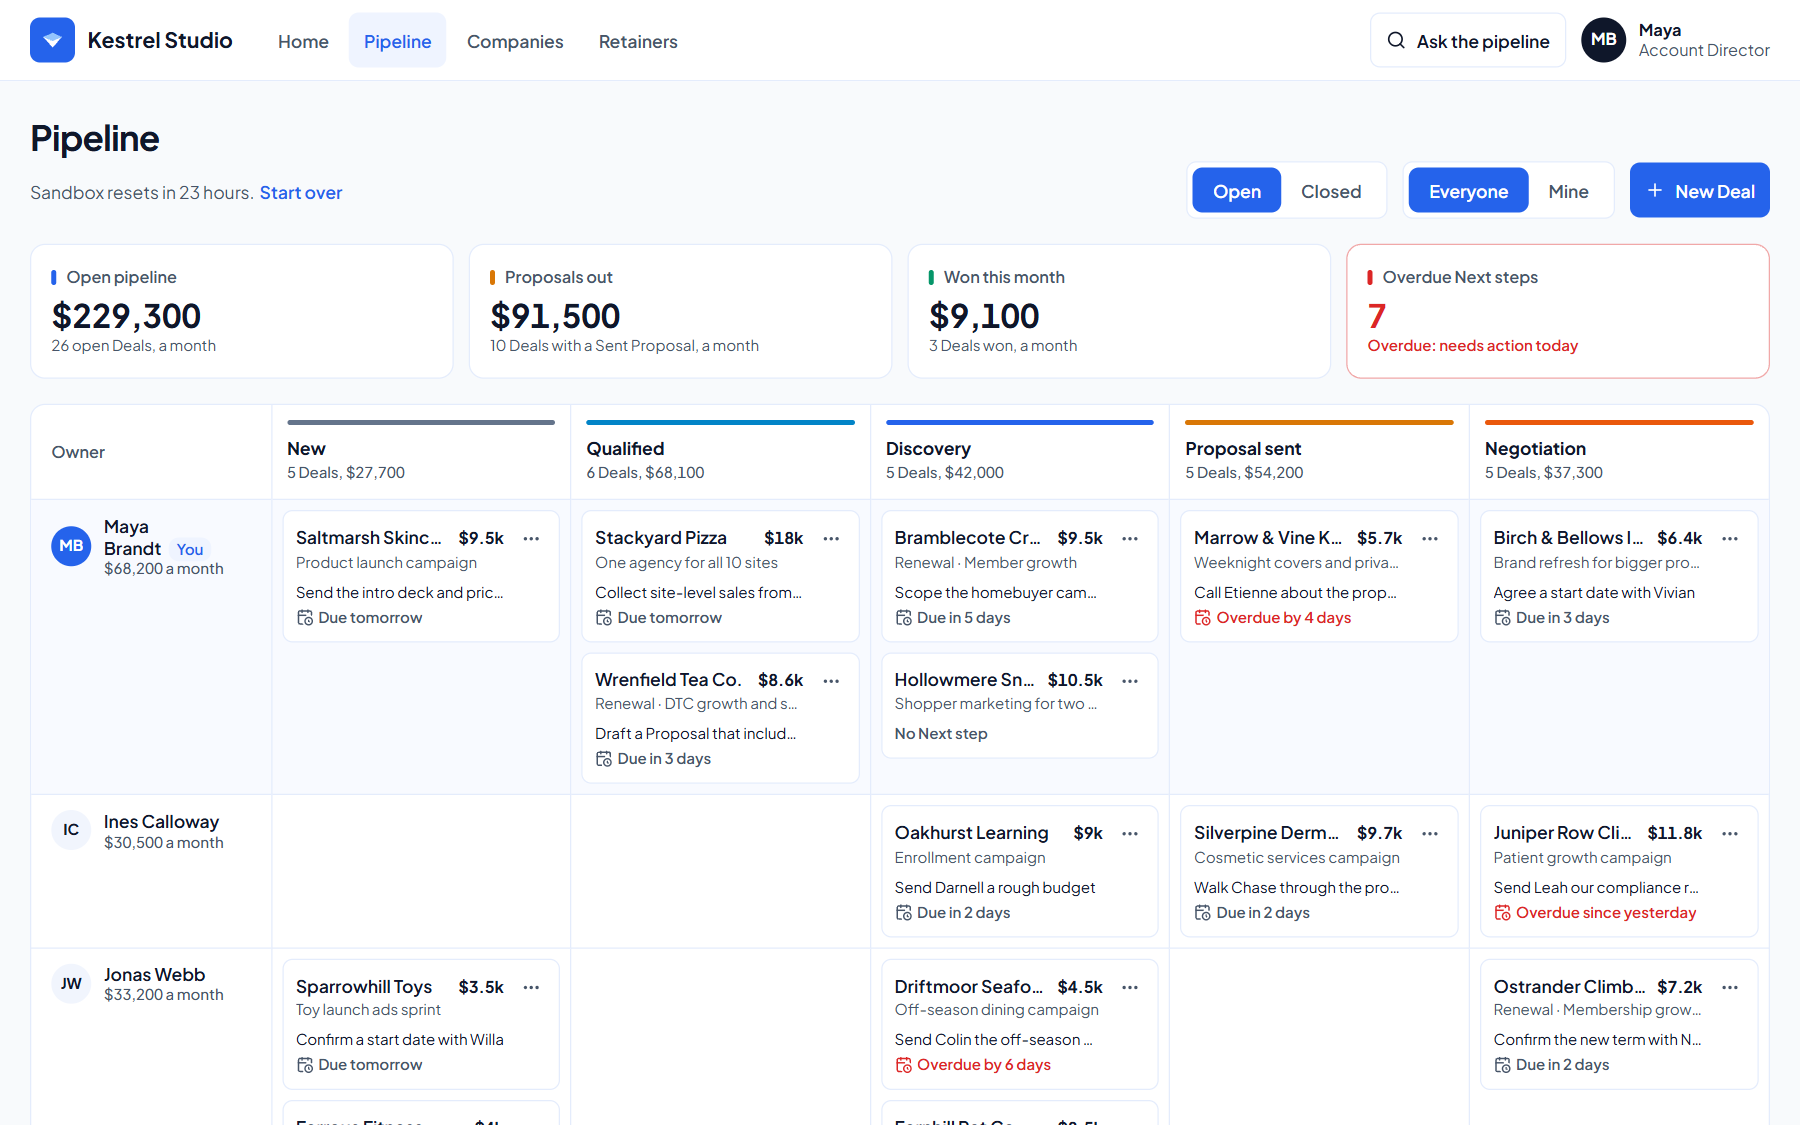 Kestrel Studio
Home
Pipeline
Companies
Retainers
Ask the pipeline
MB
Maya
Account Director
Pipeline
Sandbox resets in 23 hours. Start over
Open
Closed
Everyone
Mine
New Deal
Open pipeline
$229,300
26 open Deals, a month
Proposals out
$91,500
10 Deals with a Sent Proposal, a month
Won this month
$9,100
3 Deals won, a month
Overdue Next steps
7
Overdue: needs action today
Owner
New
5 Deals, $27,700
Qualified
6 Deals, $68,100
Discovery
5 Deals, $42,000
Proposal sent
5 Deals, $54,200
Negotiation
5 Deals, $37,300
MB
Maya
Brandt You
$68,200 a month
Saltmarsh Skinc... $9.5k
Product launch campaign
Send the intro deck and pric...
Due tomorrow
Stackyard Pizza $18k
One agency for all 10 sites
Collect site-level sales from...
Due tomorrow
Wrenfield Tea Co. $8.6k
Renewal · DTC growth and s...
Draft a Proposal that includ...
Due in 3 days
Bramblecote Cr... $9.5k
Renewal · Member growth
Scope the homebuyer cam...
Due in 5 days
Hollowmere Sn... $10.5k
Shopper marketing for two ...
No Next step
Marrow & Vine K... $5.7k
Weeknight covers and priva...
Call Etienne about the prop...
Overdue by 4 days
Birch & Bellows I... $6.4k
Brand refresh for bigger pro...
Agree a start date with Vivian
Due in 3 days
IC
Ines Calloway
$30,500 a month
Oakhurst Learning $9k
Enrollment campaign
Send Darnell a rough budget
Due in 2 days
Silverpine Derm... $9.7k
Cosmetic services campaign
Walk Chase through the pro...
Due in 2 days
Juniper Row Cli... $11.8k
Patient growth campaign
Send Leah our compliance r...
Overdue since yesterday
JW
Jonas Webb
$33,200 a month
Sparrowhill Toys $3.5k
Toy launch ads sprint
Confirm a start date with Willa
Due tomorrow
Driftmoor Seafo... $4.5k
Off-season dining campaign
Send Colin the off-season ...
Overdue by 6 days
Ostrander Climb... $7.2k
Renewal · Membership grow...
Confirm the new term with N...
Due in 2 days